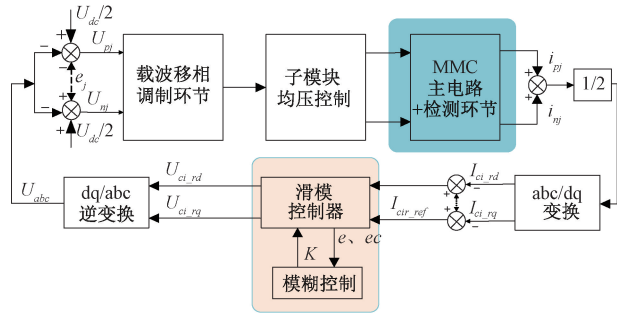 U_dc/2
U_pj
e_j
U_nj
U_dc/2
载波移相
调制环节
子模块
均压控制
MMC
主电路
+检测环节
i_pj
i_nj
1/2
U_abc
dq/abc
逆变换
U_ci_rd
U_ci_rq
滑模
控制器
K
e、ec
模糊控制
I_ci_rd
I_cir_ref
I_ci_rq
abc/dq
变换